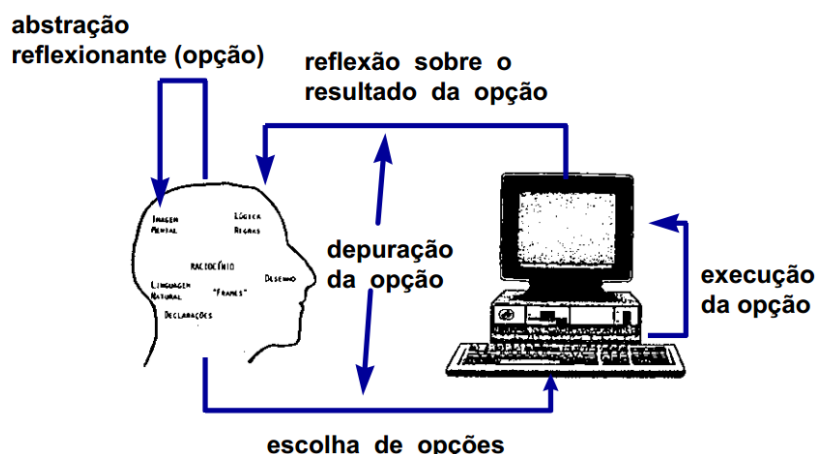 abstração
reflexionante (opção)
reflexão sobre o
resultado da opção
IMAGEM
MENTAL
LÓGICA
REGRAS
RACIOCÍNIO
DESENHO
LINGUAGEM
NATURAL
"FRAMES"
DECLARAÇÕES
depuração
da opção
execução
da opção
escolha de opções